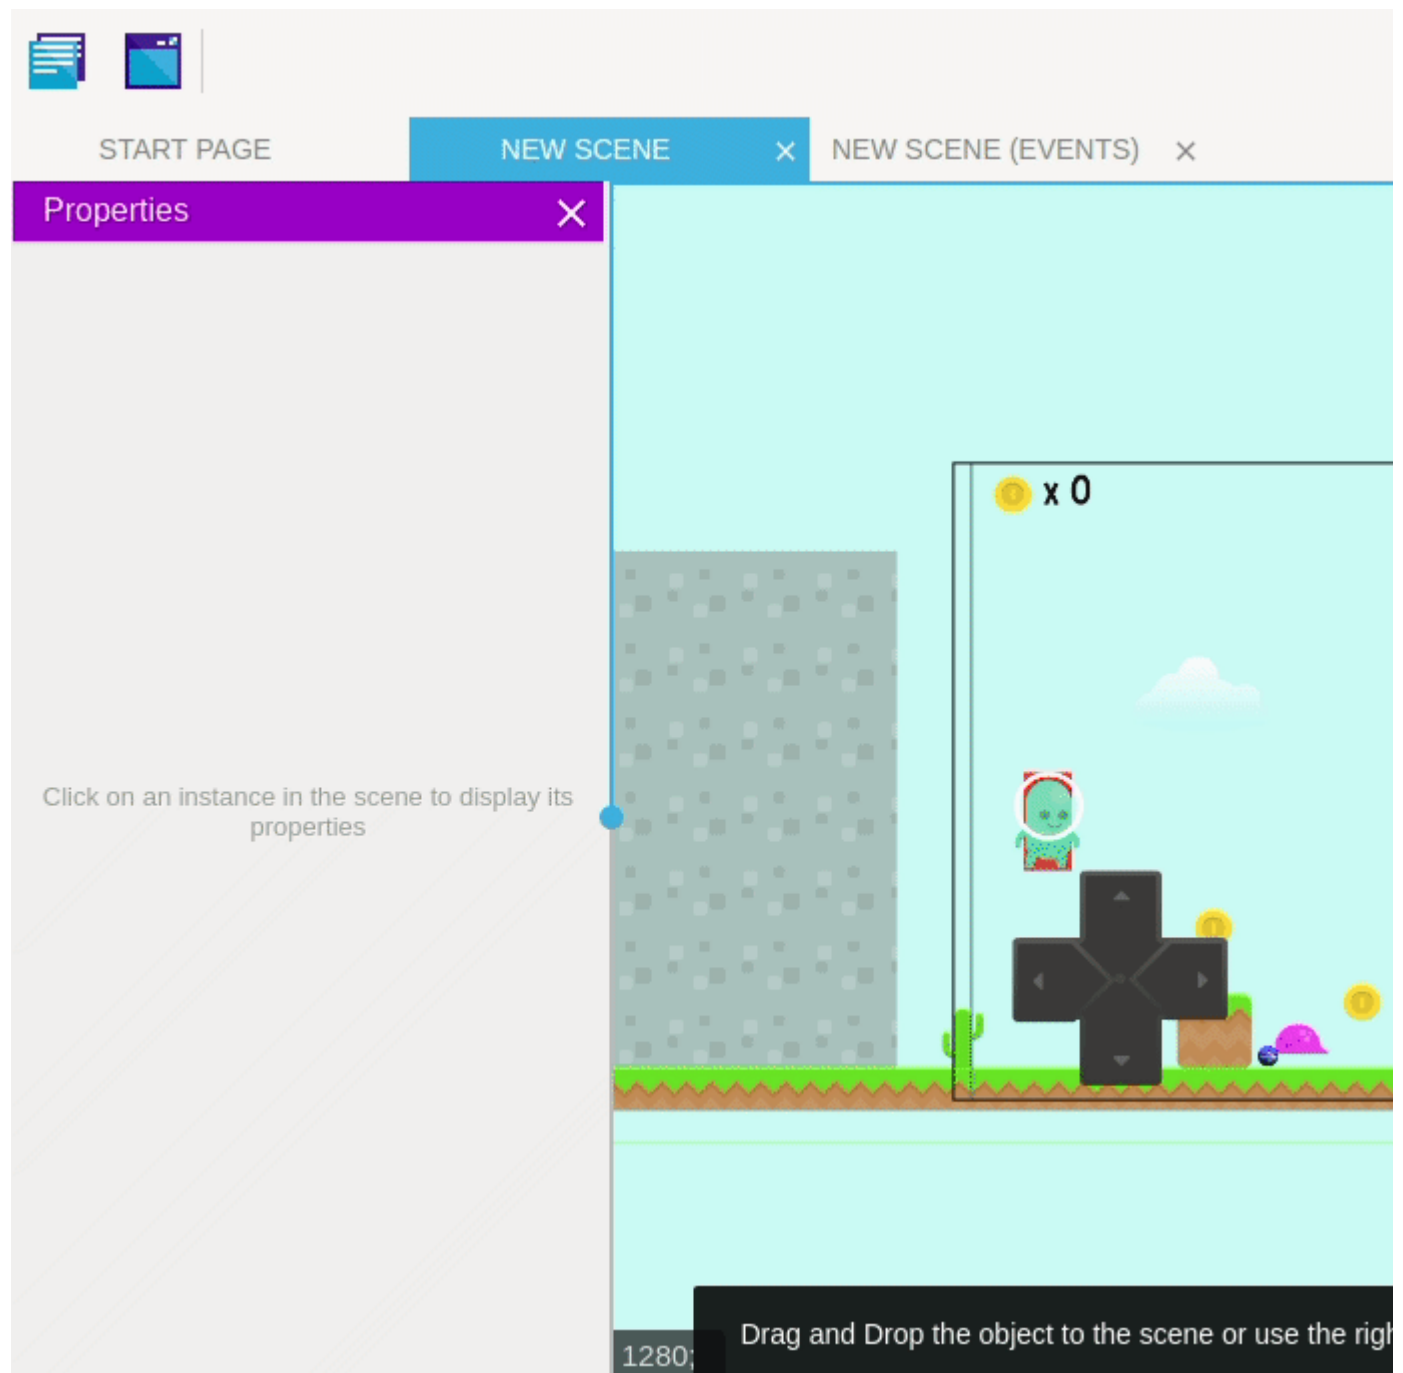 START PAGE
NEW SCENE
NEW SCENE (EVENTS)
Properties
Click on an instance in the scene to display its
properties
x 0
Drag and Drop the object to the scene or use the
1280;